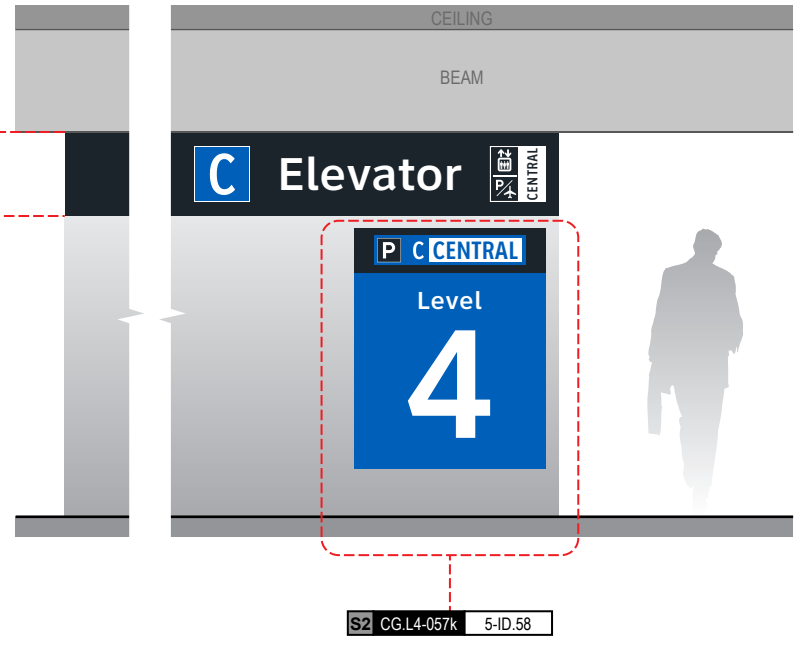 CEILING
BEAM
C Elevator
P
CENTRAL
P C CENTRAL
Level
4
S2 CG.L4-057k 5-ID.58